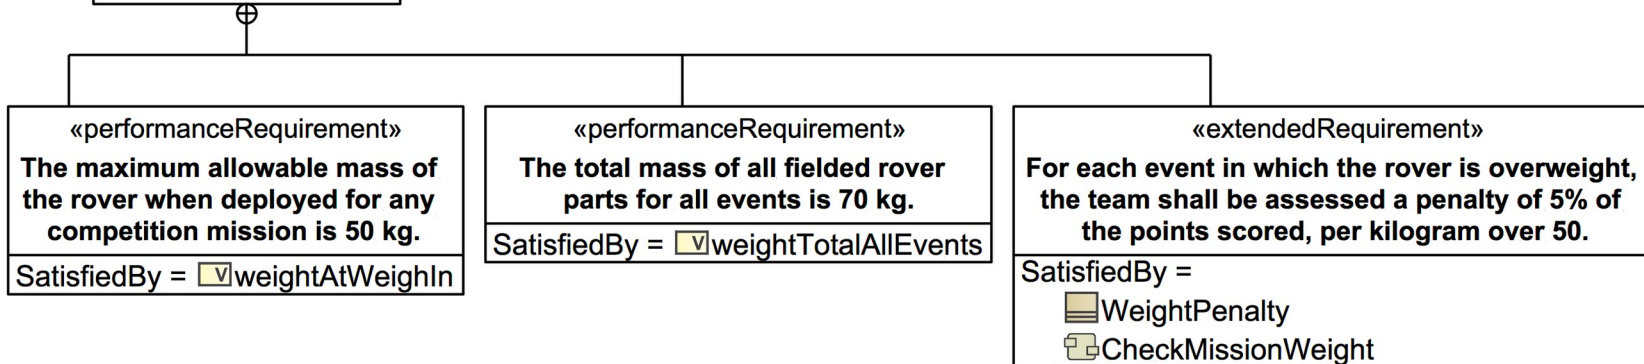 «performanceRequirement»
The maximum allowable mass of
the rover when deployed for any
competition mission is 50 kg.
SatisfiedBy = V weightAtWeighIn
«performanceRequirement»
The total mass of all fielded rover
parts for all events is 70 kg.
SatisfiedBy = V weightTotalAllEvents
«extendedRequirement»
For each event in which the rover is overweight,
the team shall be assessed a penalty of 5% of
the points scored, per kilogram over 50.
SatisfiedBy =
WeightPenalty
CheckMissionWeight